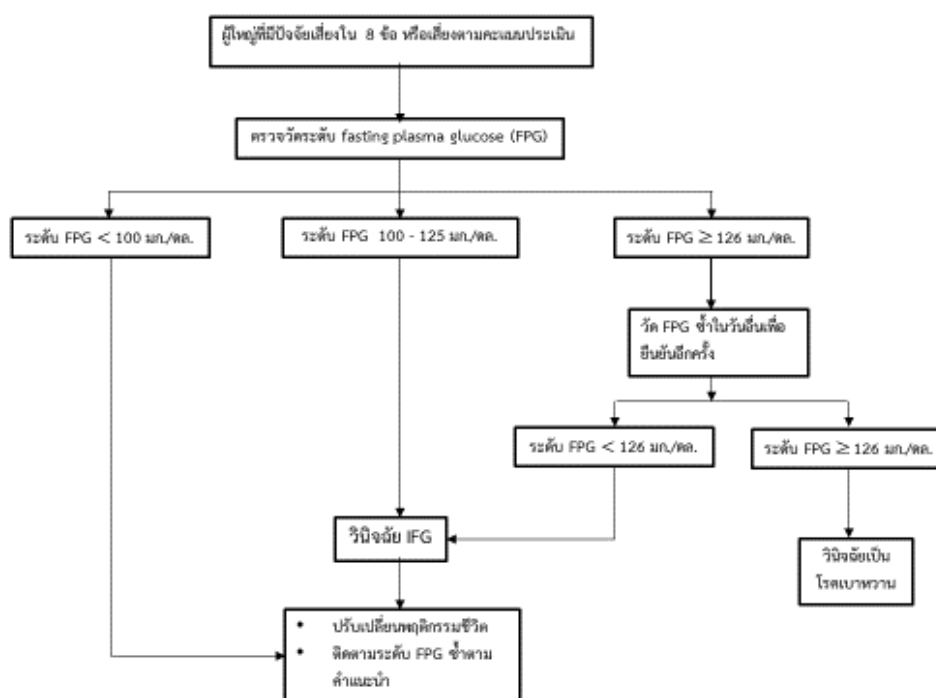 ผู้ใหญ่ที่มีปัจจัยเสี่ยงใน 8 ข้อ หรือเสี่ยงตามคะแนนประเมิน
ตรวจวัดระดับ fasting plasma glucose (FPG)
ระดับ FPG < 100 มก./ดล.
ระดับ FPG 100 - 125 มก./ดล.
ระดับ FPG ≥ 126 มก./ดล.
วัด FPG ซ้ำในวันอื่นเพื่อ
ยืนยันอีกครั้ง
ระดับ FPG < 126 มก./ดล.
ระดับ FPG ≥ 126 มก./ดล.
วินิจฉัย IFG
วินิจฉัยเป็น
โรคเบาหวาน
• ปรับเปลี่ยนพฤติกรรมชีวิต
• ติดตามระดับ FPG ซ้ำตาม
คำแนะนำ